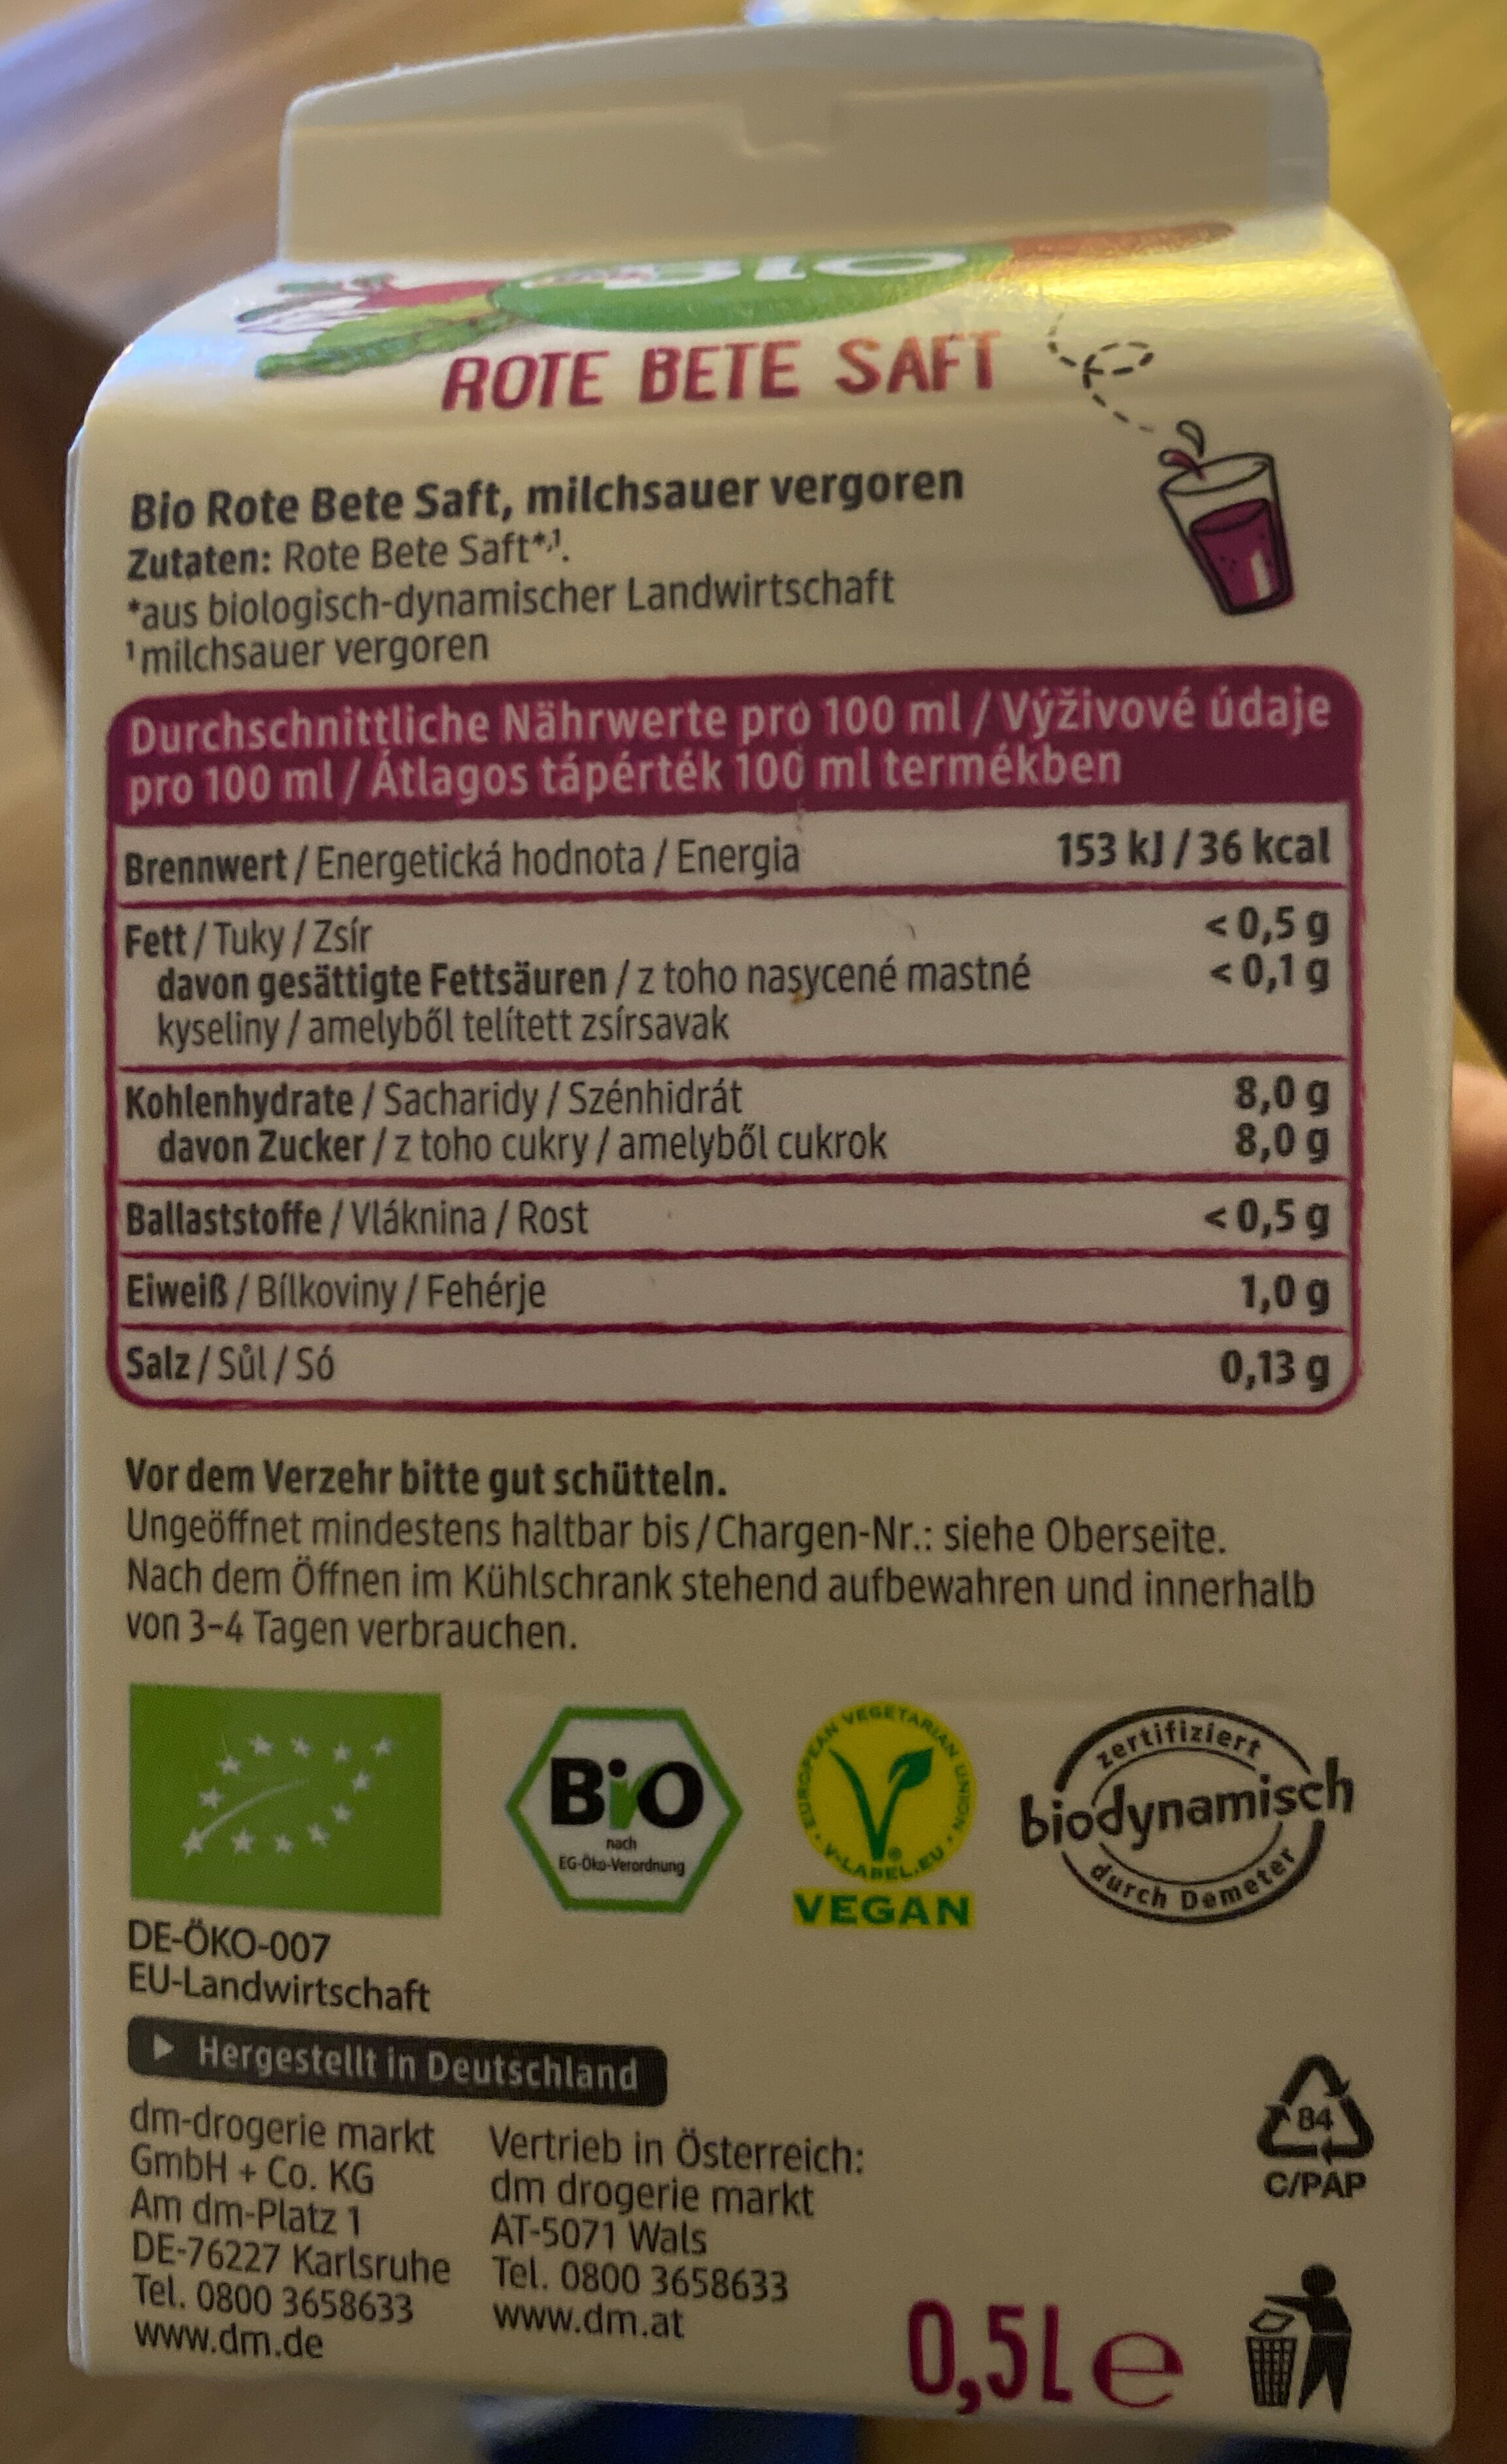 BIO
ROTE BETE SAFT
Bio Rote Bete Saft, milchsauer vergoren
Zutaten: Rote Bete Saft*,¹.
*aus biologisch-dynamischer Landwirtschaft
¹milchsauer vergoren
Durchschnittliche Nährwerte pro 100 ml / Výživové údaje
pro 100 ml / Átlagos tápérték 100 ml termékben
Brennwert / Energetická hodnota / Energia 153 kJ / 36 kcal
Fett / Tuky / Zsír < 0,5 g
davon gesättigte Fettsäuren / z toho nasycené mastné < 0,1 g
kyseliny / amelyből telített zsírsavak
Kohlenhydrate / Sacharidy / Szénhidrát 8,0 g
davon Zucker / z toho cukry / amelyből cukrok 8,0 g
Ballaststoffe / Vláknina / Rost < 0,5 g
Eiweiß / Bílkoviny / Fehérje 1,0 g
Salz / Sůl / Só 0,13 g
Vor dem Verzehr bitte gut schütteln.
Ungeöffnet mindestens haltbar bis / Chargen-Nr.: siehe Oberseite.
Nach dem Öffnen im Kühlschrank stehend aufbewahren und innerhalb
von 3-4 Tagen verbrauchen.
Bio
nach
EG-Öko-Verordnung
EUROPEAN VEGETARIAN UNION
V-LABEL.EU
VEGAN
zertifiziert
biodynamisch
durch Demeter
DE-ÖKO-007
EU-Landwirtschaft
Hergestellt in Deutschland
dm-drogerie markt
GmbH + Co. KG
Am dm-Platz 1
DE-76227 Karlsruhe
Tel. 0800 3658633
www.dm.de
Vertrieb in Österreich:
dm drogerie markt
AT-5071 Wals
Tel. 0800 3658633
www.dm.at
84
C/PAP
0,5L e